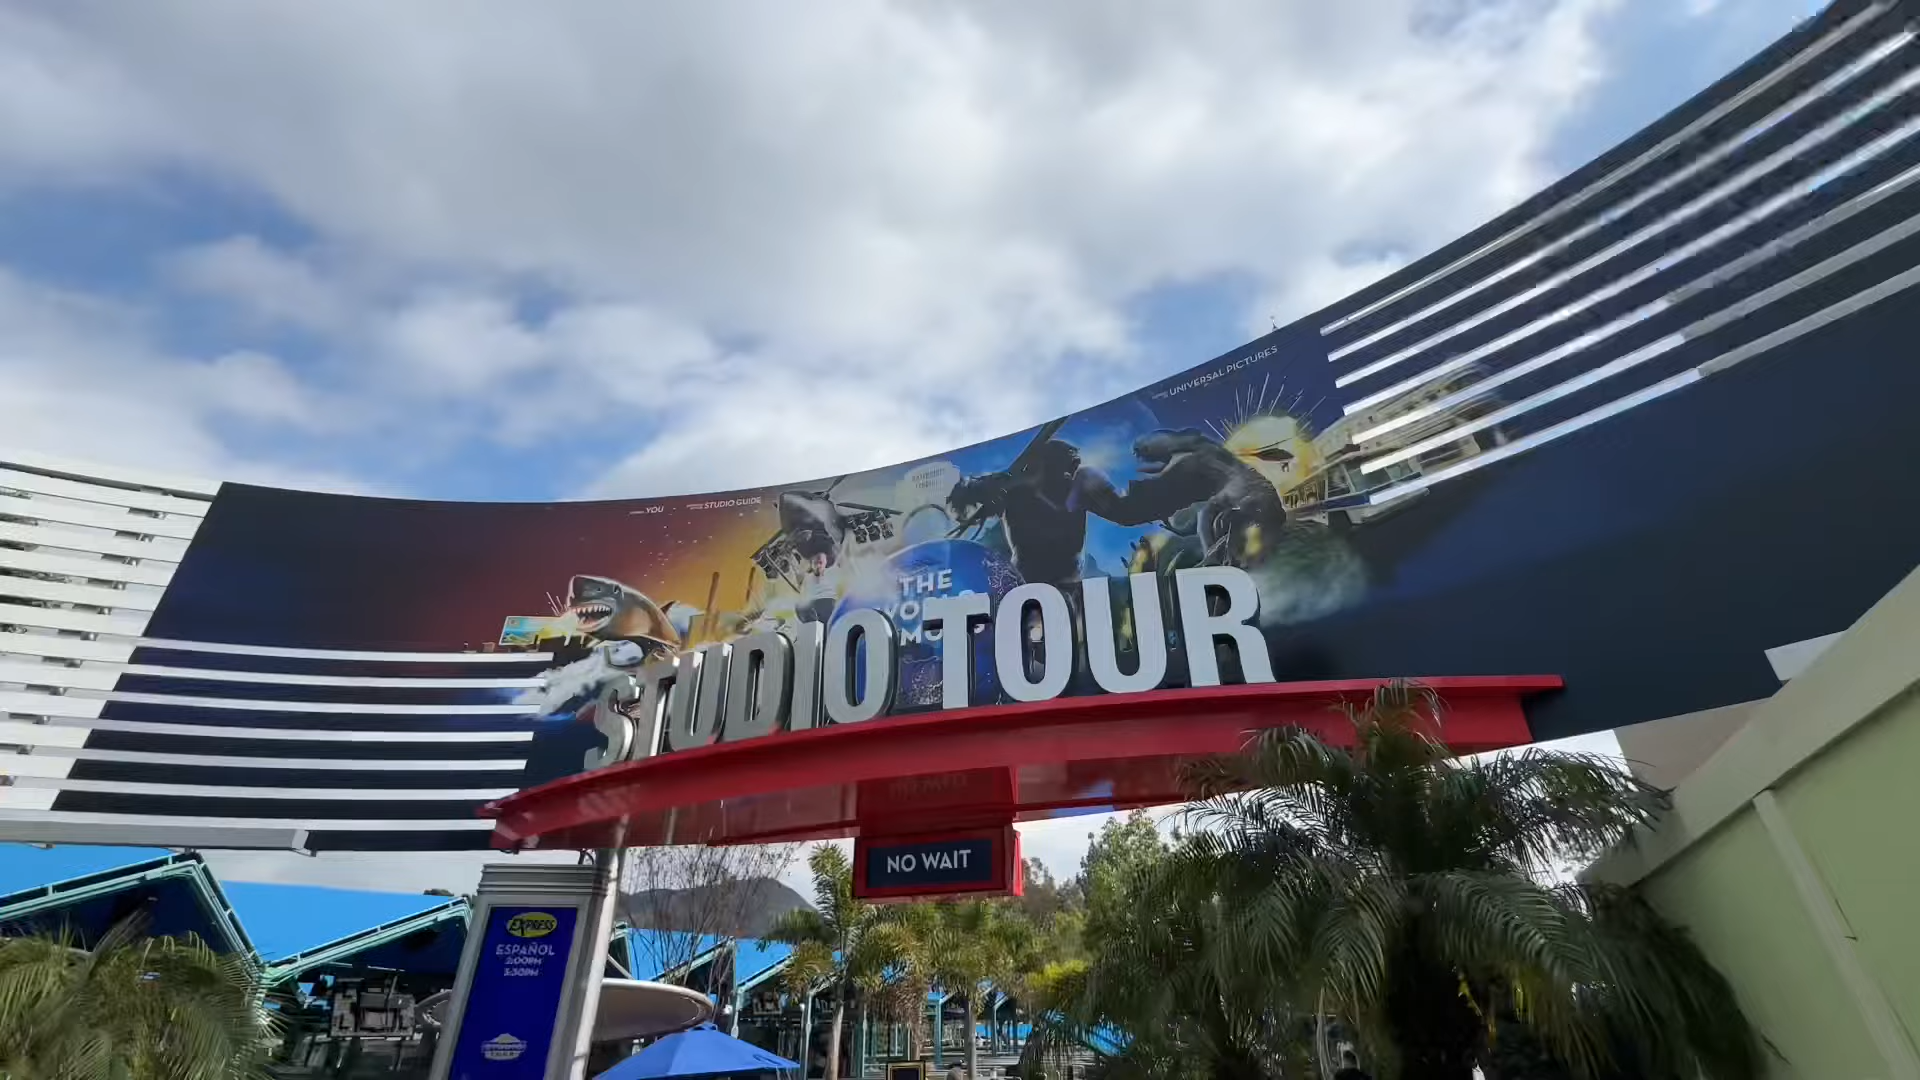 UNIVERSAL PICTURES
YOU
STUDIO GUIDE
THE
STUDIO TOUR
NO WAIT
EXPRESS
ESPAÑOL
2:00PM
3:30PM